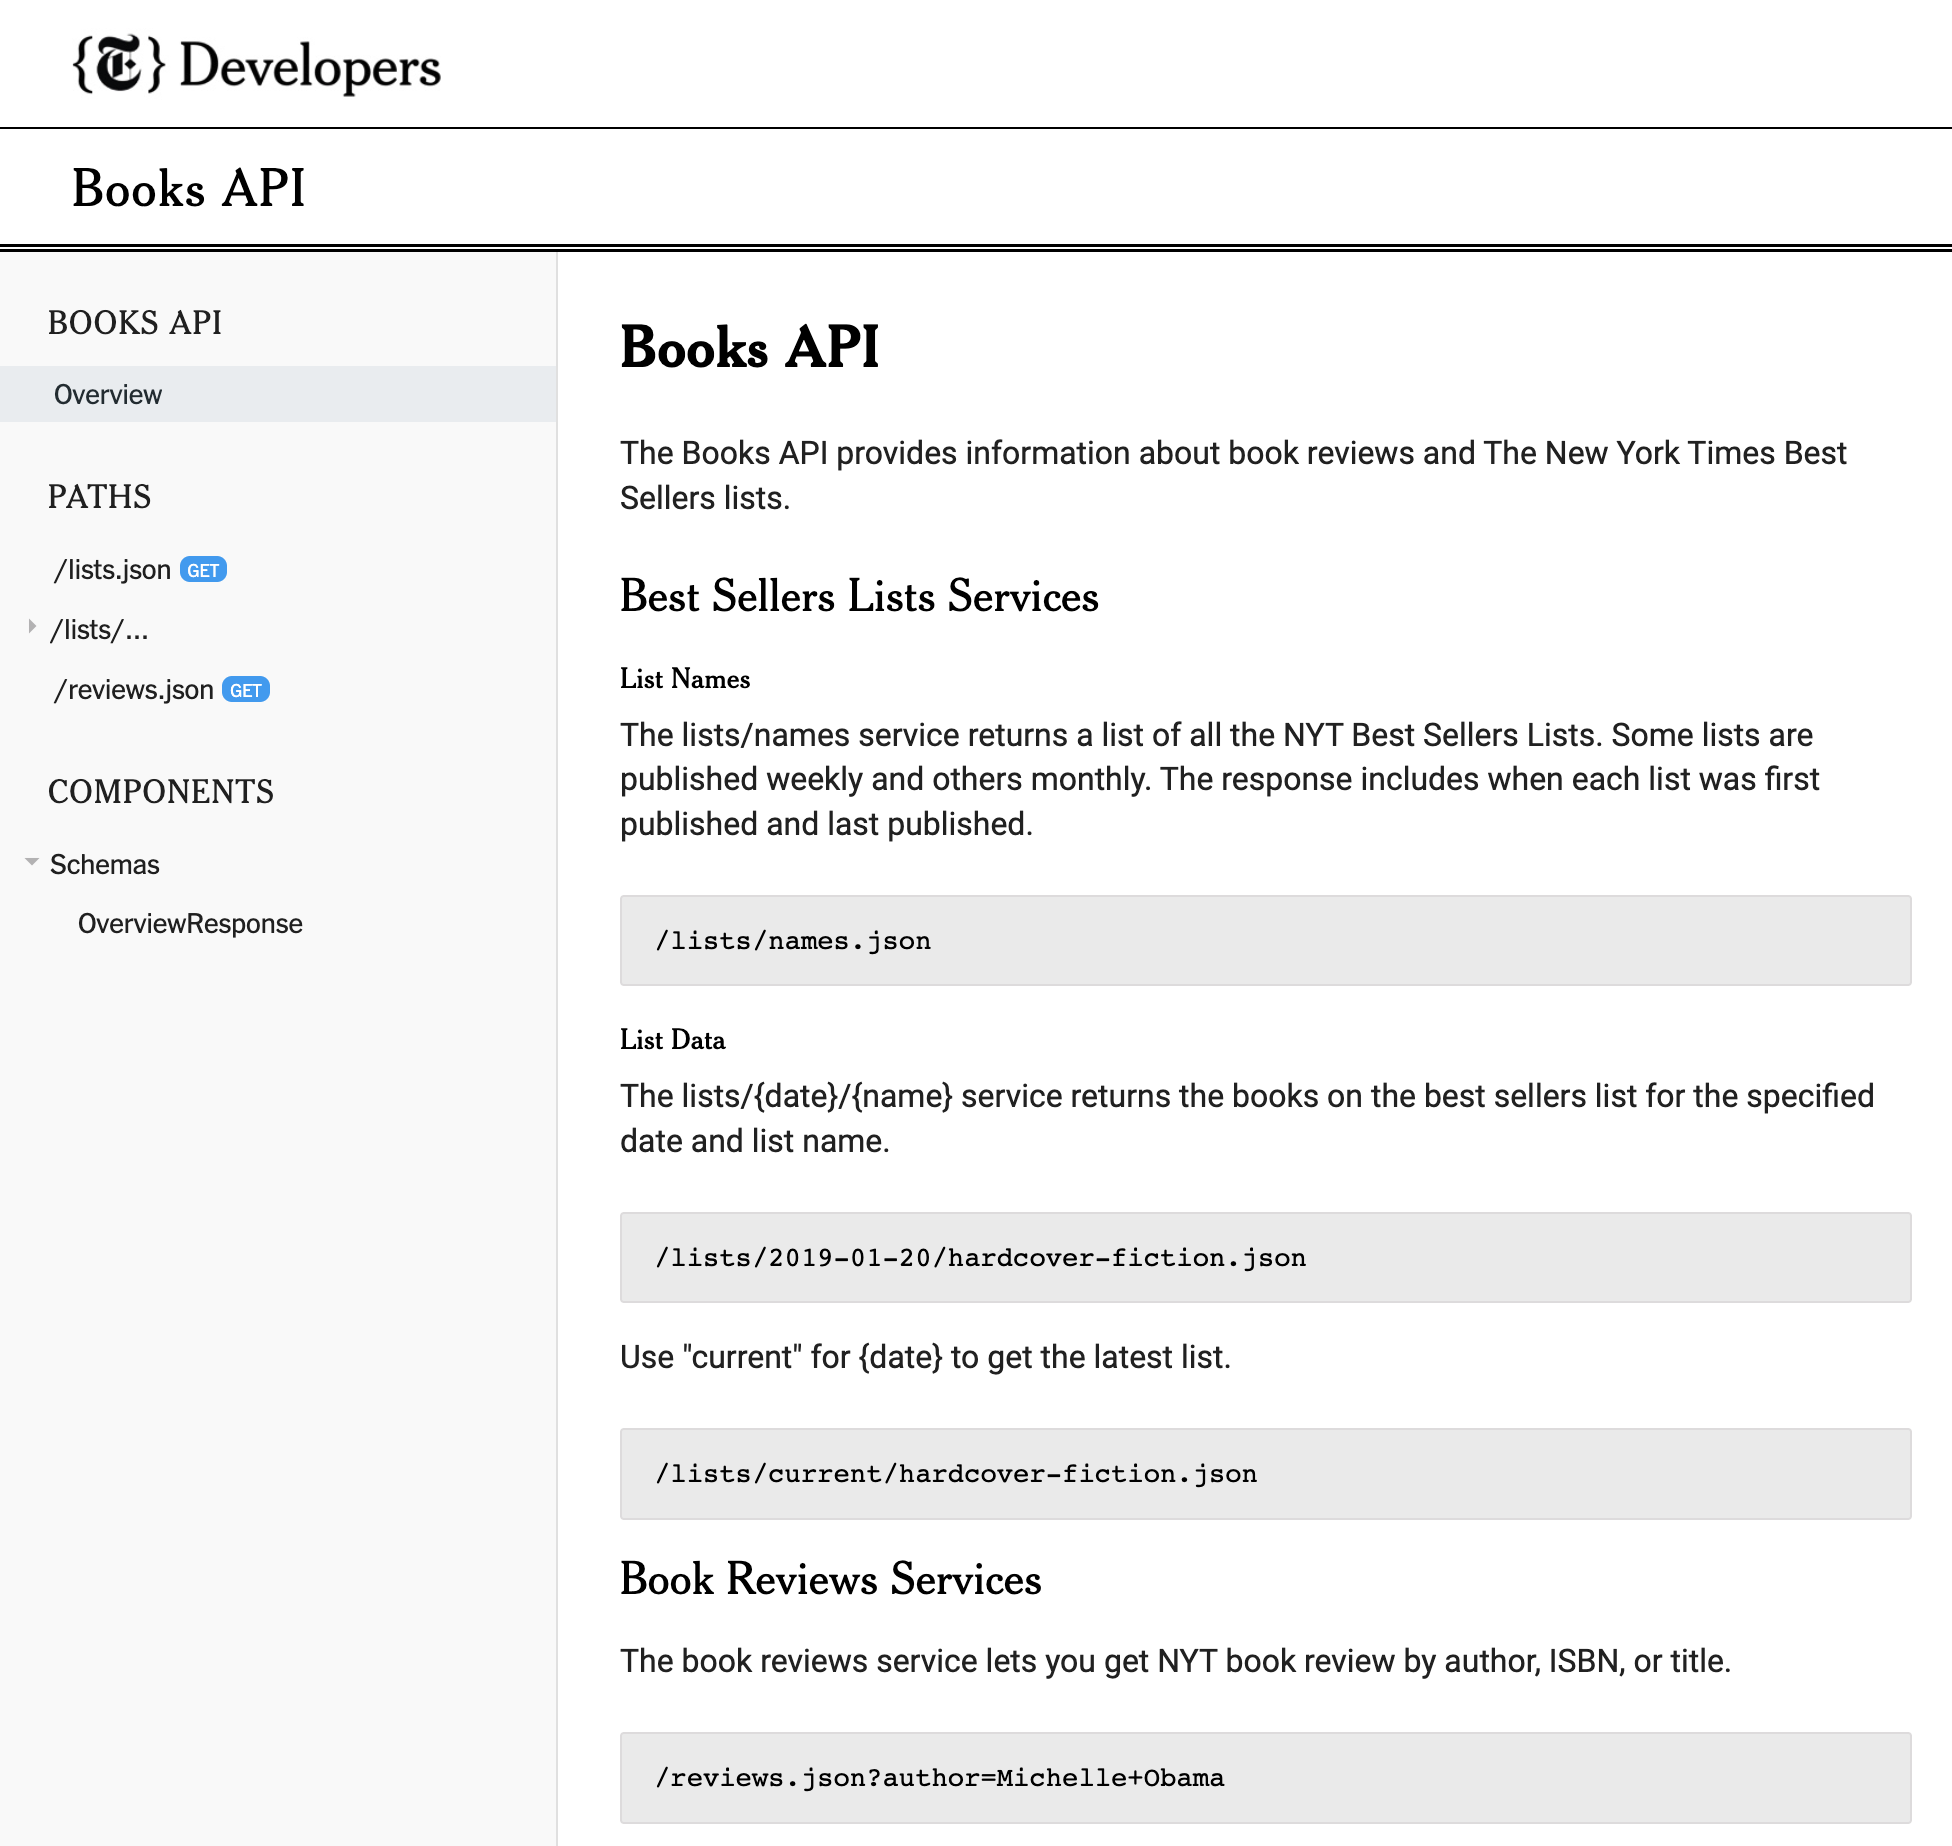 {T} Developers
Books API
BOOKS API
Overview
PATHS
/lists.json GET
/lists/...
/reviews.json GET
COMPONENTS
Schemas
OverviewResponse
Books API
The Books API provides information about book reviews and The New York Times Best
Sellers lists.
Best Sellers Lists Services
List Names
The lists/names service returns a list of all the NYT Best Sellers Lists. Some lists are
published weekly and others monthly. The response includes when each list was first
published and last published.
/lists/names.json
List Data
The lists/{date}/{name} service returns the books on the best sellers list for the specified
date and list name.
/lists/2019-01-20/hardcover-fiction.json
Use "current" for {date} to get the latest list.
/lists/current/hardcover-fiction.json
Book Reviews Services
The book reviews service lets you get NYT book review by author, ISBN, or title.
/reviews.json?author=Michelle+Obama